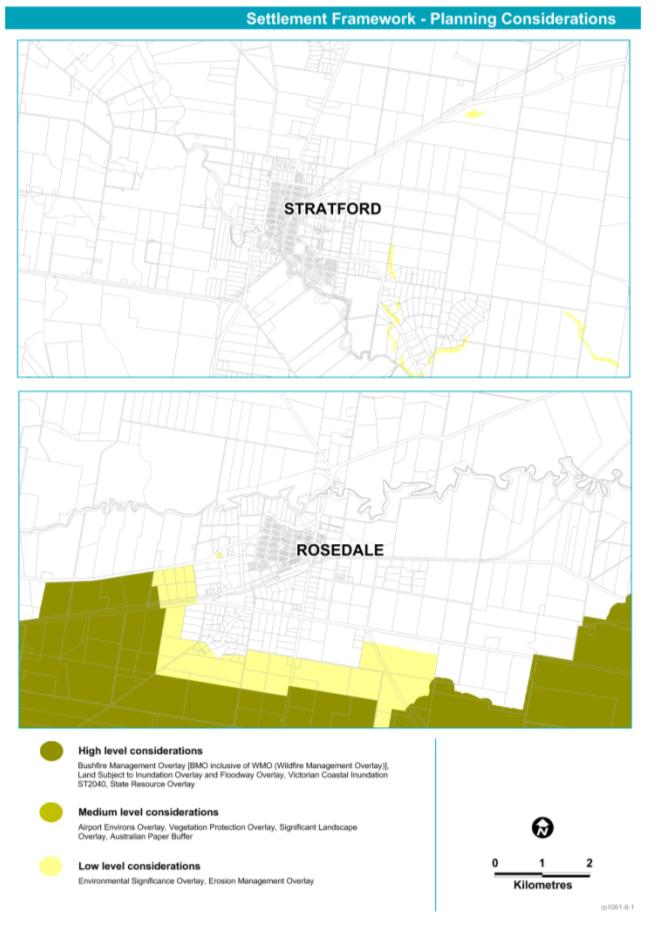 Settlement Framework - Planning Considerations
STRATFORD
ROSEDALE
High level considerations
Bushfire Management Overlay [BMO inclusive of WMO (Wildfire Management Overlay)],
Land Subject to Inundation Overlay and Floodway Overlay, Victorian Coastal Inundation
ST2040, State Resource Overlay
Medium level considerations
Airport Environs Overlay, Vegetation Protection Overlay, Significant Landscape
Overlay, Australian Paper Buffer
Low level considerations
Environmental Significance Overlay, Erosion Management Overlay
N
0 1 2
Kilometres
rp1061-8-1